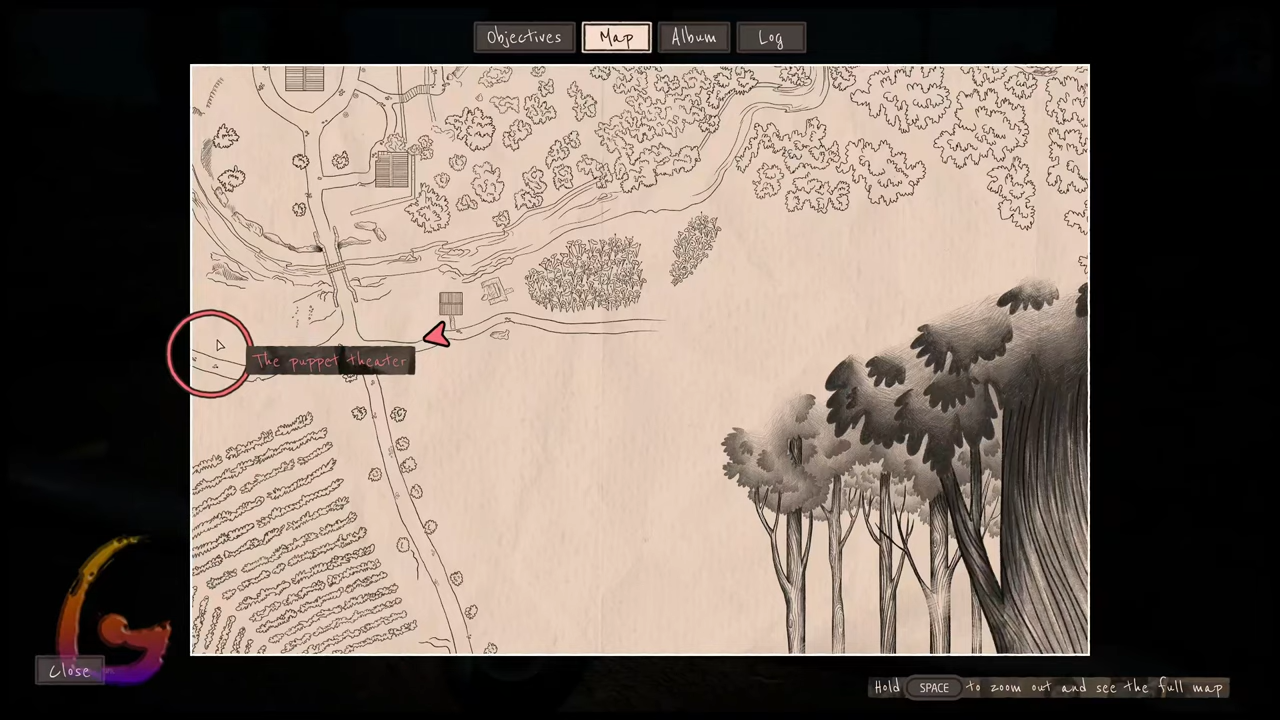 Objectives
Map
Album
Log
The puppet theater
Close
Hold SPACE to zoom out and see the full map